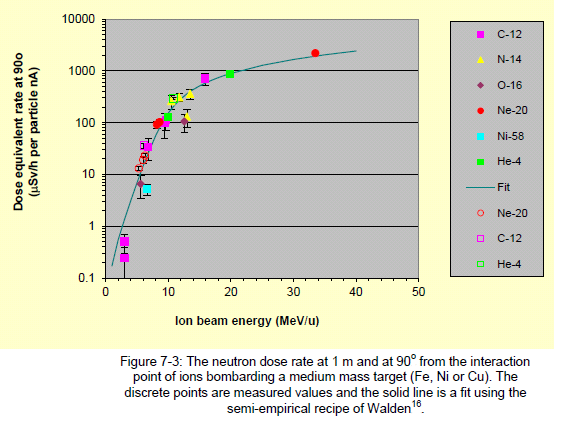 Dose equivalent rate at 90o
(µSv/h per particle nA)
10000
1000
100
10
1
0.1
0
10
20
30
40
50
Ion beam energy (MeV/u)
C-12
N-14
O-16
Ne-20
Ni-58
He-4
Fit
Ne-20
C-12
He-4
Figure 7-3: The neutron dose rate at 1 m and at 90° from the interaction
point of ions bombarding a medium mass target (Fe, Ni or Cu). The
discrete points are measured values and the solid line is a fit using the
semi-empirical recipe of Walden¹⁶.